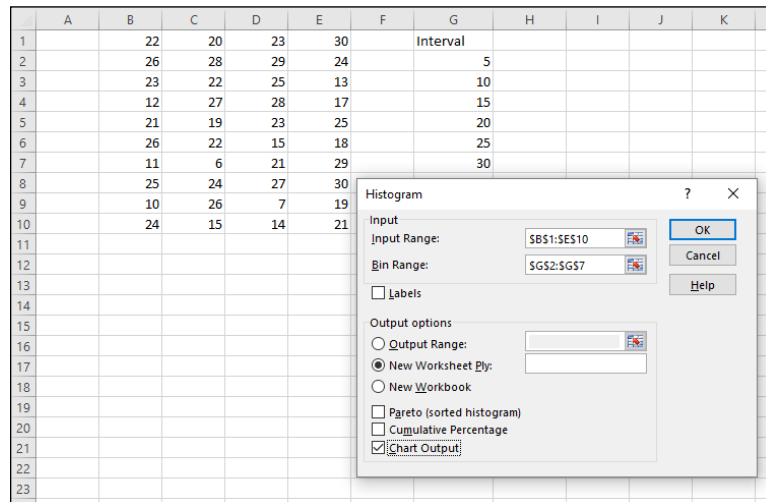 A B C D E F G H I J K
1 22 20 23 30 Interval
2 26 28 29 24 5
3 23 22 25 13 10
4 12 27 28 17 15
5 21 19 23 25 20
6 26 22 15 18 25
7 11 6 21 29 30
8 25 24 27 30
9 10 26 7 19
10 24 15 14 21
11
12
13
14
15
16
17
18
19
20
21
22
23
Histogram ? X
Input
Input Range: $B$1:$E$10
Bin Range: $G$2:$G$7
Labels
OK
Cancel
Help
Output options
Output Range:
New Worksheet Ply:
New Workbook
Pareto (sorted histogram)
Cumulative Percentage
Chart Output